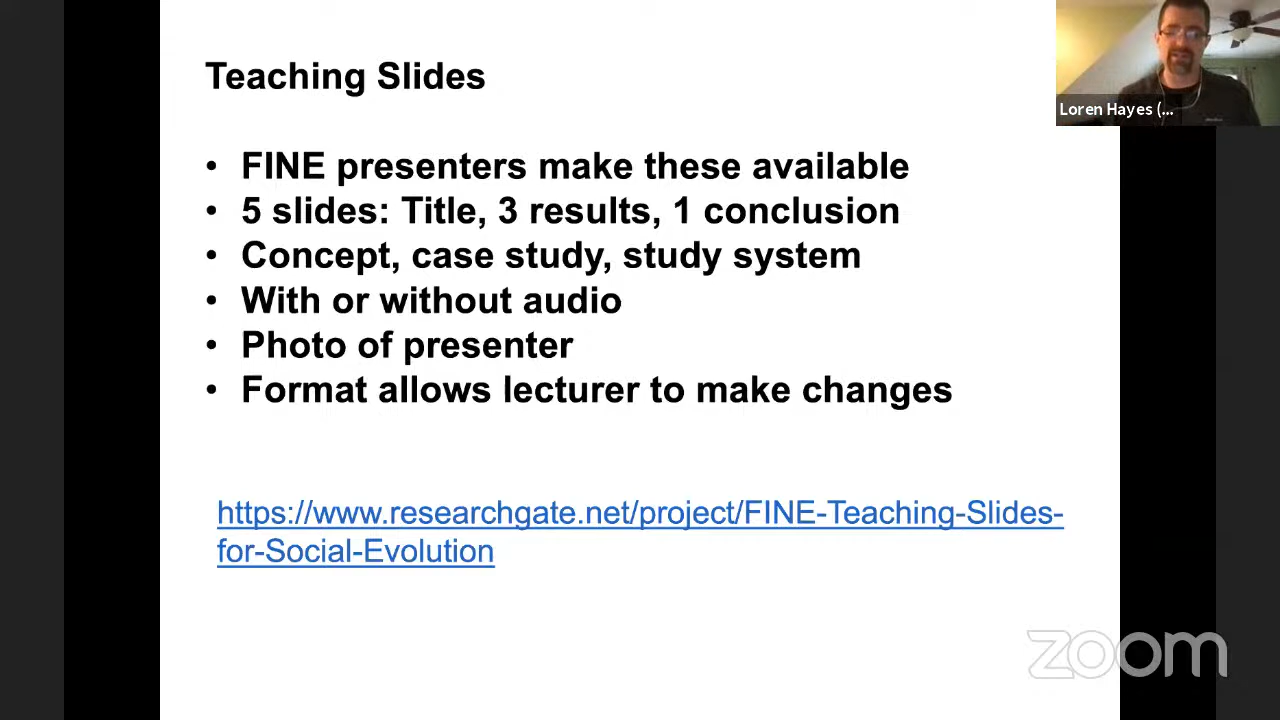 Teaching Slides
Loren Hayes (...
• FINE presenters make these available
• 5 slides: Title, 3 results, 1 conclusion
• Concept, case study, study system
• With or without audio
• Photo of presenter
• Format allows lecturer to make changes
https://www.researchgate.net/project/FINE-Teaching-Slides-
for-Social-Evolution
zoom